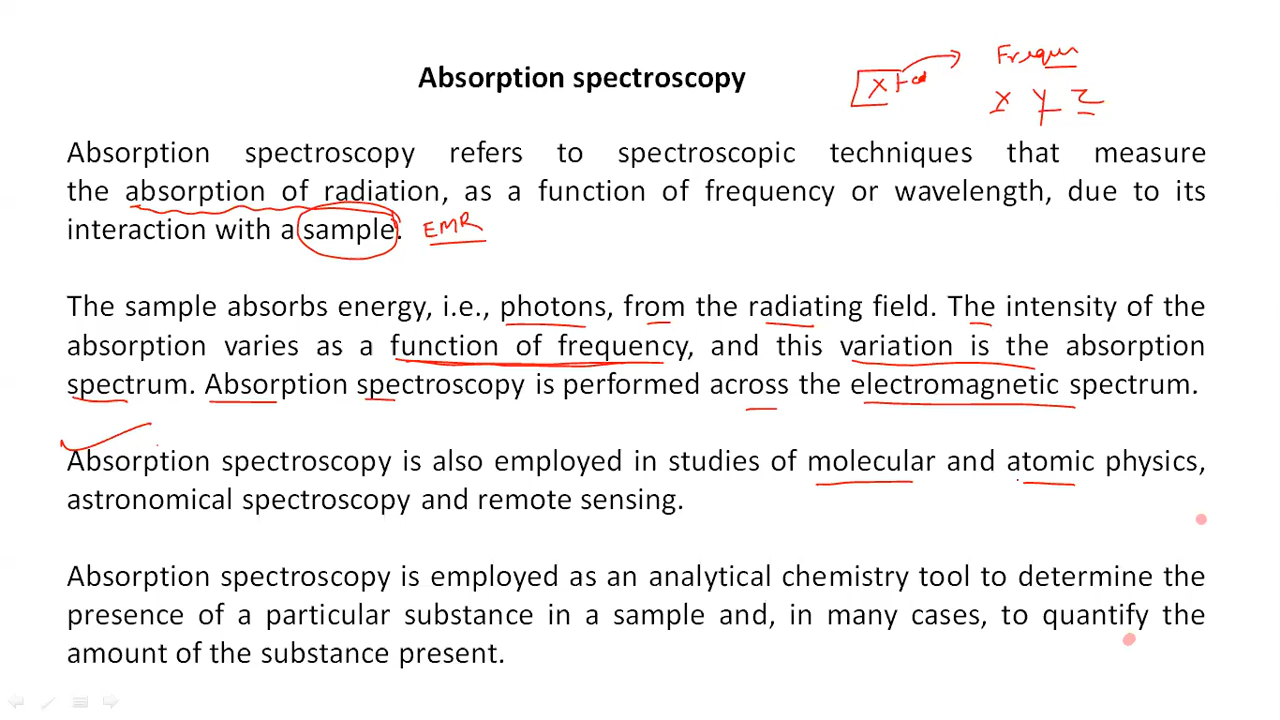 Absorption spectroscopy
X
Frequn
X Y Z
Absorption spectroscopy refers to spectroscopic techniques that measure
the absorption of radiation, as a function of frequency or wavelength, due to its
interaction with a sample. EMR
The sample absorbs energy, i.e., photons, from the radiating field. The intensity of the
absorption varies as a function of frequency, and this variation is the absorption
spectrum. Absorption spectroscopy is performed across the electromagnetic spectrum.
Absorption spectroscopy is also employed in studies of molecular and atomic physics,
astronomical spectroscopy and remote sensing.
Absorption spectroscopy is employed as an analytical chemistry tool to determine the
presence of a particular substance in a sample and, in many cases, to quantify the
amount of the substance present.